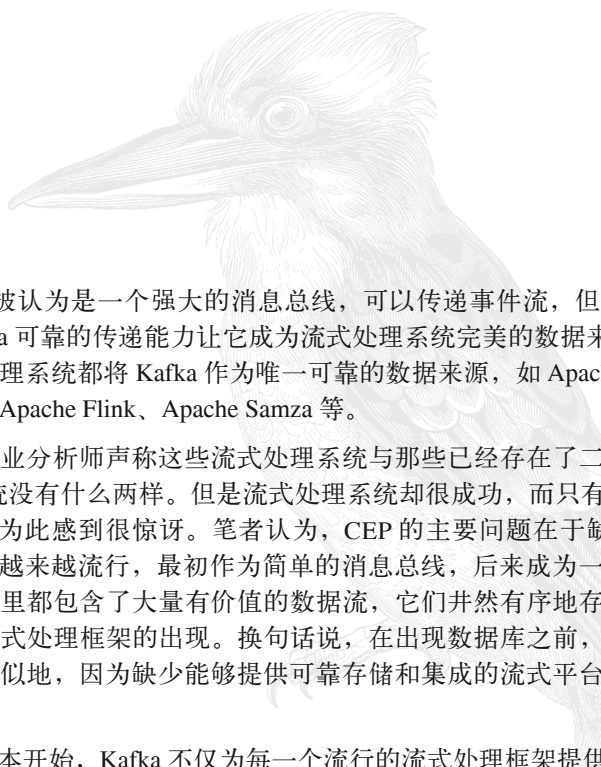 被认为是一个强大的消息总线，可以传递事件流，但
a 可靠的传递能力让它成为流式处理系统完美的数据来
理系统都将 Kafka 作为唯一可靠的数据来源，如 Apac
Apache Flink、Apache Samza 等。
业分析师声称这些流式处理系统与那些已经存在了二
统没有什么两样。但是流式处理系统却很成功，而只有
为此感到很惊讶。笔者认为，CEP 的主要问题在于缺
越来越流行，最初作为简单的消息总线，后来成为一
里都包含了大量有价值的数据流，它们井然有序地存
式处理框架的出现。换句话说，在出现数据库之前，
似地，因为缺少能够提供可靠存储和集成的流式平台
本开始，Kafka 不仅为每一个流行的流式处理框架提供